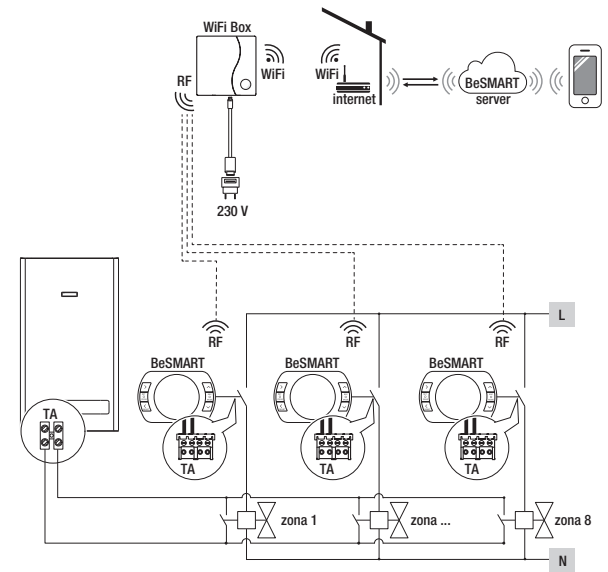 WiFi Box
RF
WiFi
WiFi
internet
BeSMART
server
230 V
L
RF
RF
RF
BeSMART
BeSMART
BeSMART
TA
TA
TA
TA
zona 1
zona ...
zona 8
N